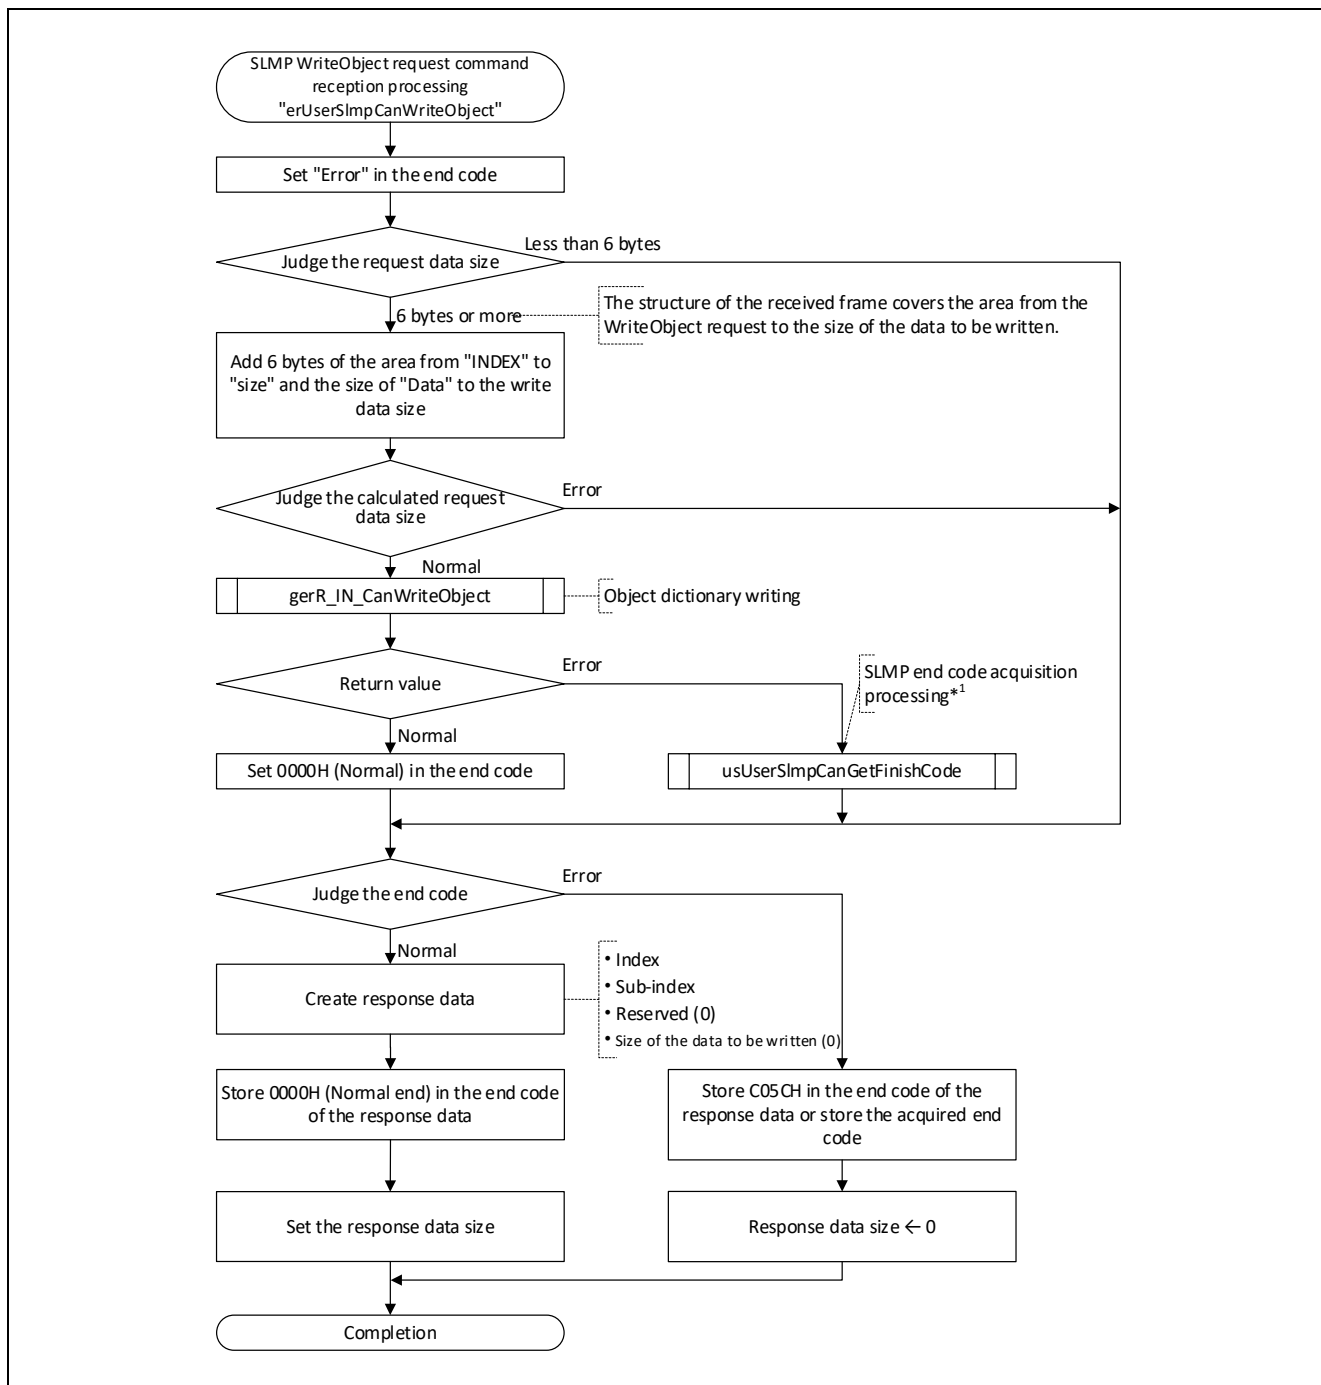 SLMP WriteObject request command
reception processing
"erUserSlmpCanWriteObject"
Set "Error" in the end code
Less than 6 bytes
Judge the request data size
6 bytes or more
The structure of the received frame covers the area from the
WriteObject request to the size of the data to be written.
Add 6 bytes of the area from "INDEX" to
"size" and the size of "Data" to the write
data size
Error
Judge the calculated request
data size
Normal
gerR_IN_CanWriteObject
Object dictionary writing
Error
Return value
SLMP end code acquisition
processing*1
Normal
Set 0000H (Normal) in the end code
usUserSlmpCanGetFinishCode
Error
Judge the end code
Normal
• Index
• Sub-index
• Reserved (0)
• Size of the data to be written (0)
Create response data
Store 0000H (Normal end) in the end code
of the response data
Store C05CH in the end code of the
response data or store the acquired end
code
Set the response data size
Response data size ← 0
Completion